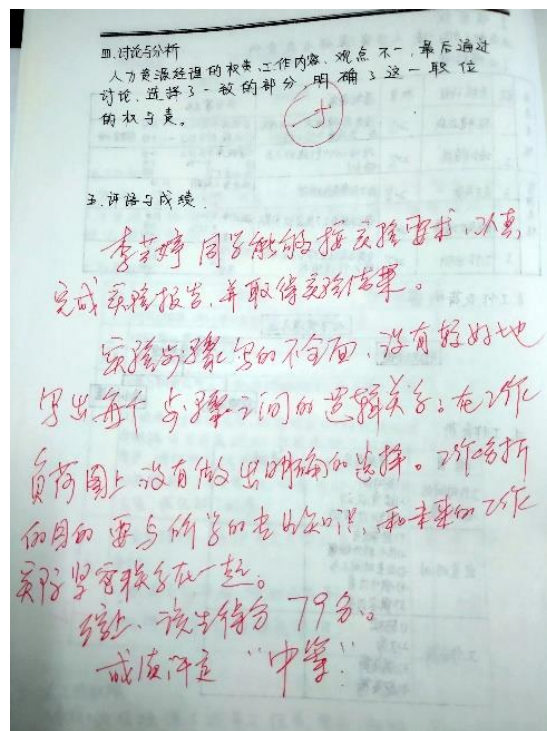 四.讨论与分析
人力资源经理的权责、工作内容、观点不一,最后通过
讨论,选择了一致的部分,明确了这一职位
的权与责。
五.评语与成绩.
李芳婷同学能够按实验要求,认真
完成实验报告,并取得实验结果。
实验步骤写的不全面,没有较好地
写出每个步骤之间的逻辑关系;在工作
负荷图上没有做出明确的选择。工作分析
的目的要与所学的专业知识,和未来的工作
实际紧密联系在一起。
综上,该生得分79分。
成绩评定“中等”